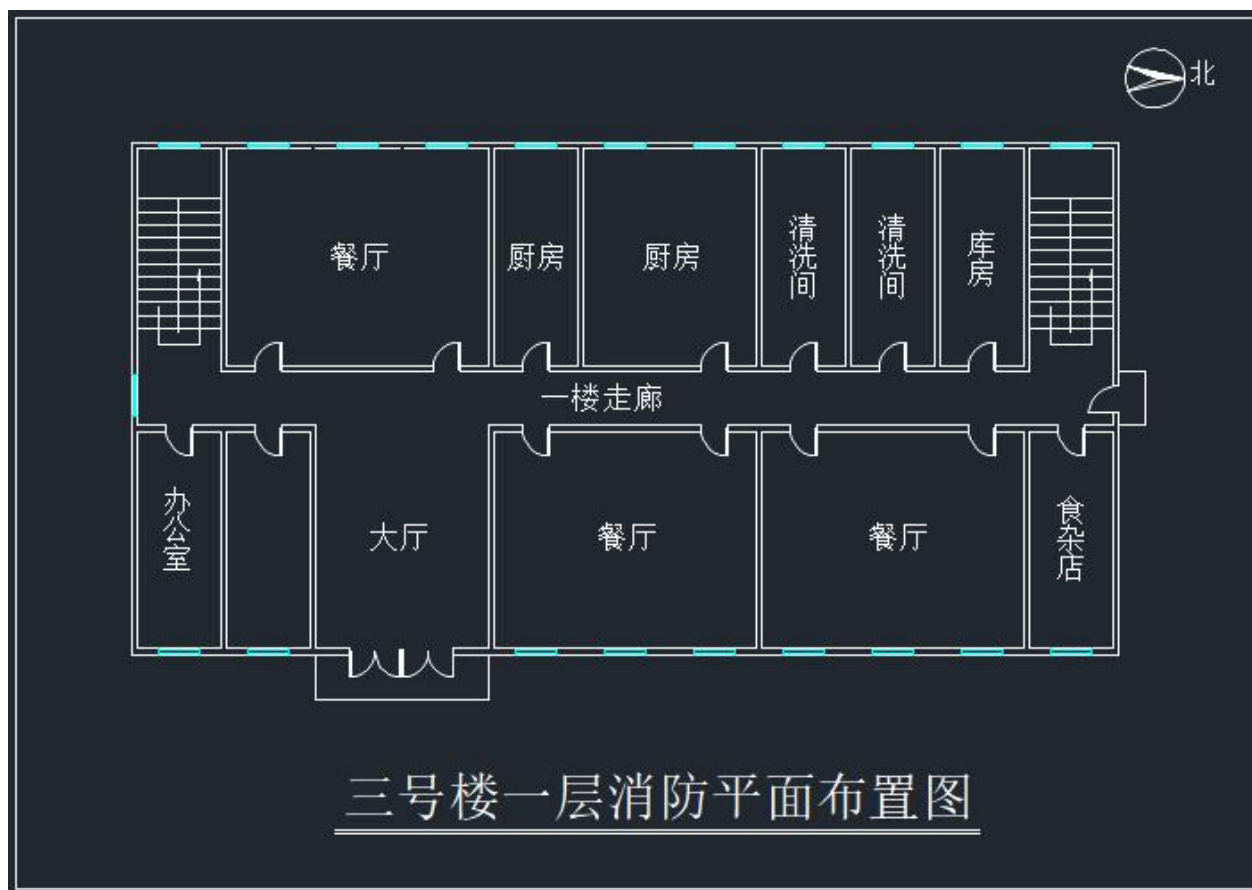 北
餐厅
厨房
厨房
清洗间
清洗间
库房
一楼走廊
办公室
大厅
餐厅
餐厅
食杂店
三号楼一层消防平面布置图